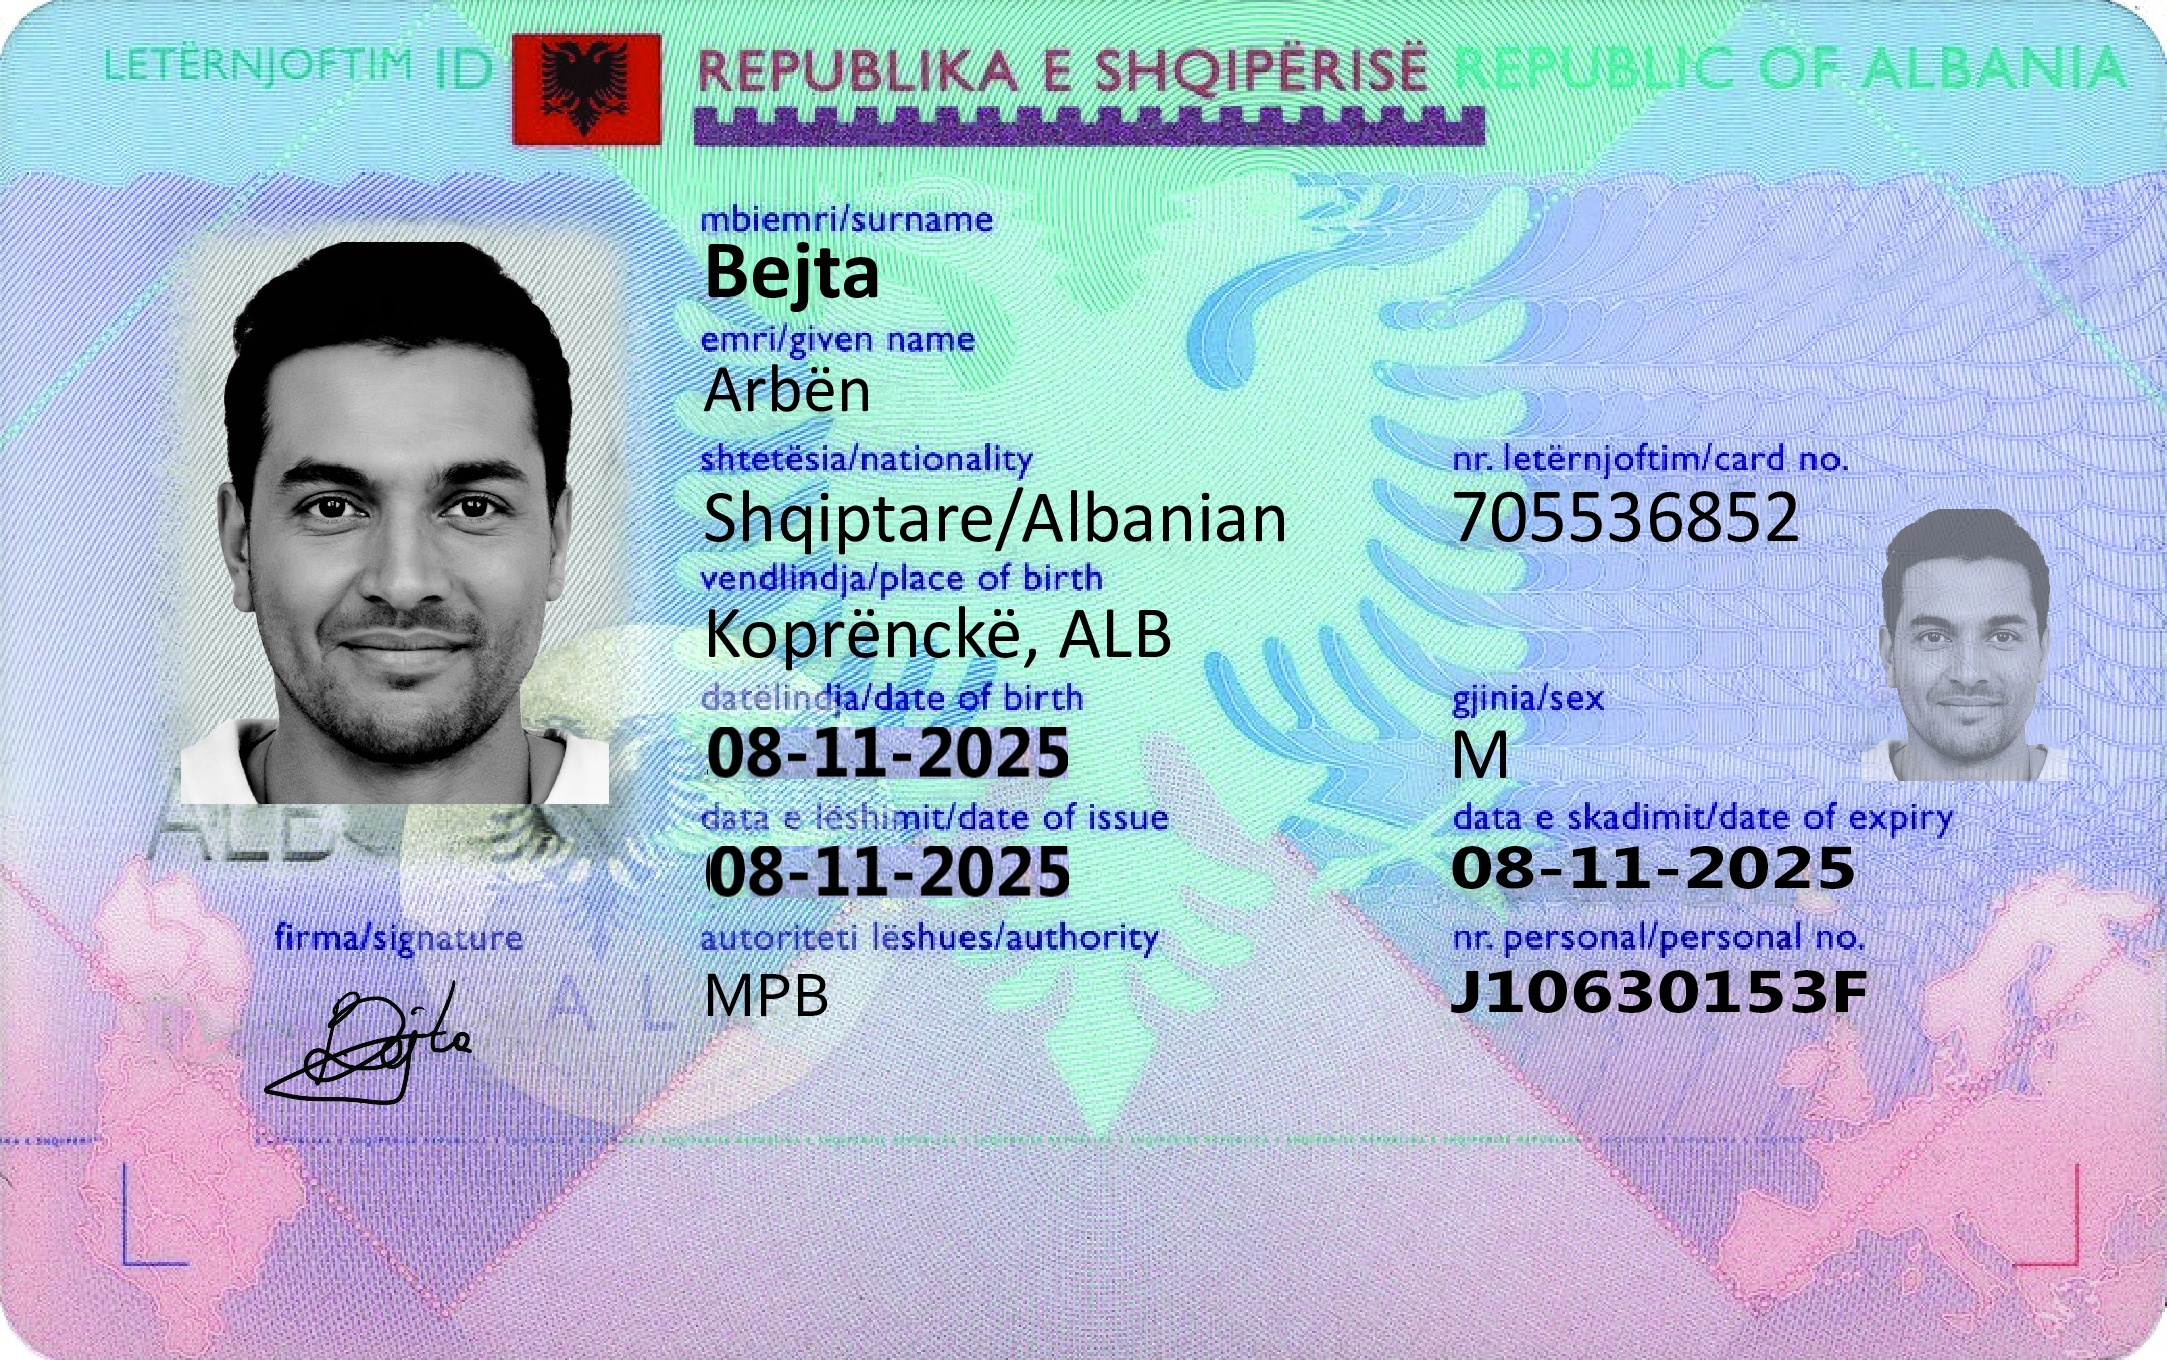 LETËRNJOFTIM ID REPUBLIKA E SHQIPËRISË REPUBLIC OF ALBANIA
mbiemri/surname
Bejta
emri/given name
Arbën
shtetësia/nationality
Shqiptare/Albanian
nr. letërnjoftim/card no.
705536852
vendlindja/place of birth
Koprënckë, ALB
datëlindja/date of birth
08-11-2025
gjinia/sex
M
data e lëshimit/date of issue
08-11-2025
data e skadimit/date of expiry
08-11-2025
ALB
firma/signature
Bejta
autoriteti lëshues/authority
MPB
nr. personal/personal no.
J10630153F
A L